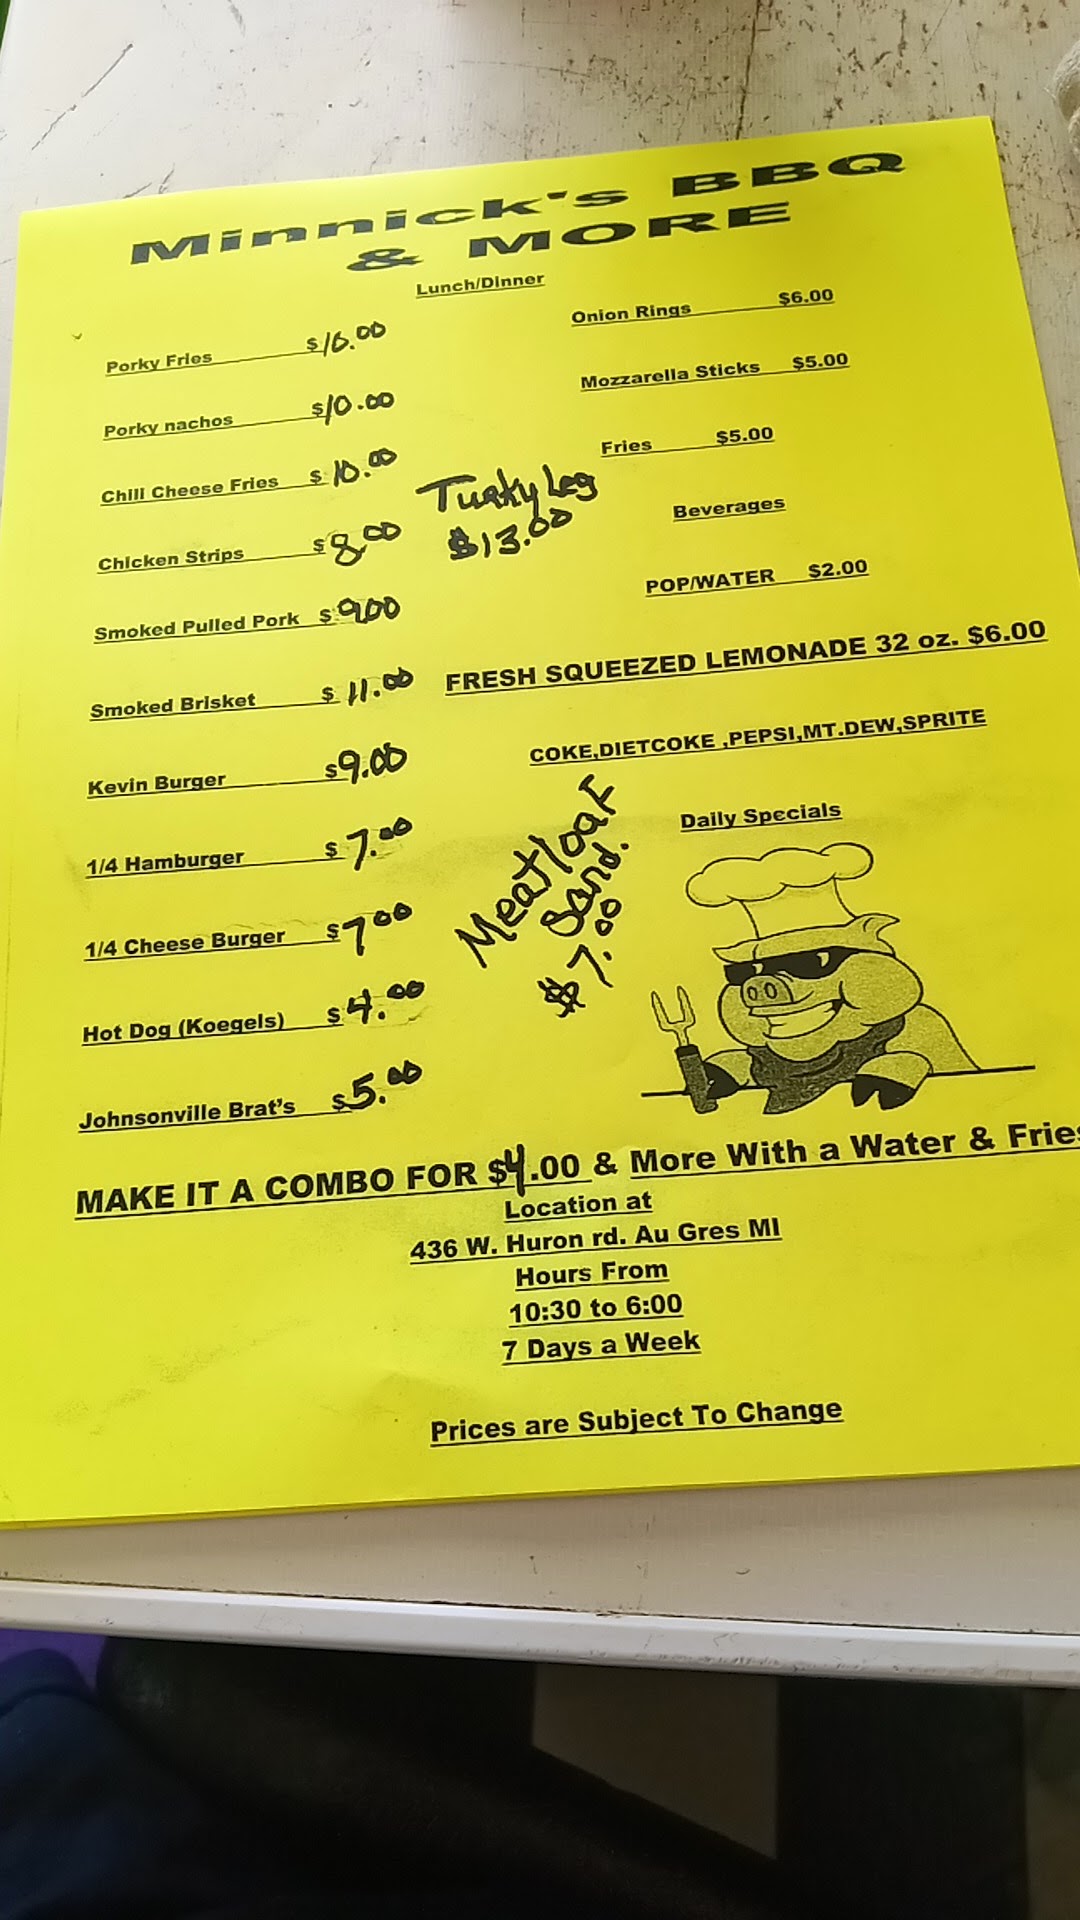 Minnick's BBQ
& MORE
Lunch/Dinner
Porky Fries $10.00
Porky nachos $10.00
Chili Cheese Fries $10.00
Chicken Strips $8.00
Smoked Pulled Pork $9.00
Smoked Brisket $11.00
Kevin Burger $9.00
1/4 Hamburger $7.00
1/4 Cheese Burger $7.00
Hot Dog (Koegels) $4.00
Johnsonville Brat's $5.00
Turky Leg
$13.00
Onion Rings $6.00
Mozzarella Sticks $5.00
Fries $5.00
Beverages
POP/WATER $2.00
FRESH SQUEEZED LEMONADE 32 oz. $6.00
COKE,DIETCOKE ,PEPSI,MT.DEW,SPRITE
Daily Specials
Meatloaf
Sand.
$7.00
MAKE IT A COMBO FOR $4.00 & More With a Water & Fries
Location at
436 W. Huron rd. Au Gres MI
Hours From
10:30 to 6:00
7 Days a Week
Prices are Subject To Change